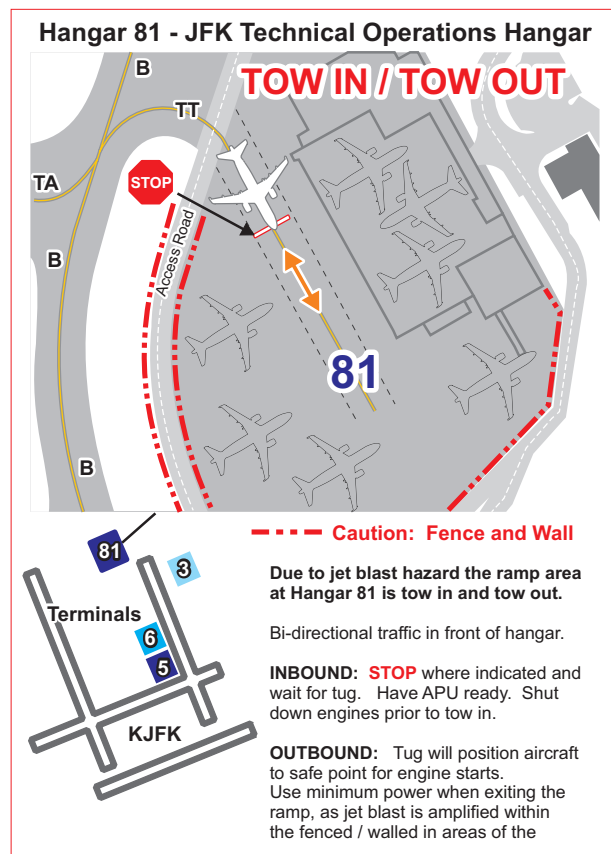 Hangar 81 - JFK Technical Operations Hangar
TOW IN / TOW OUT
B
TT
TA
STOP
B
Access Road
81
B
Caution: Fence and Wall
81
3
Terminals
6
5
KJFK
Due to jet blast hazard the ramp area
at Hangar 81 is tow in and tow out.
Bi-directional traffic in front of hangar.
INBOUND: STOP where indicated and
wait for tug. Have APU ready. Shut
down engines prior to tow in.
OUTBOUND: Tug will position aircraft
to safe point for engine starts.
Use minimum power when exiting the
ramp, as jet blast is amplified within
the fenced / walled in areas of the